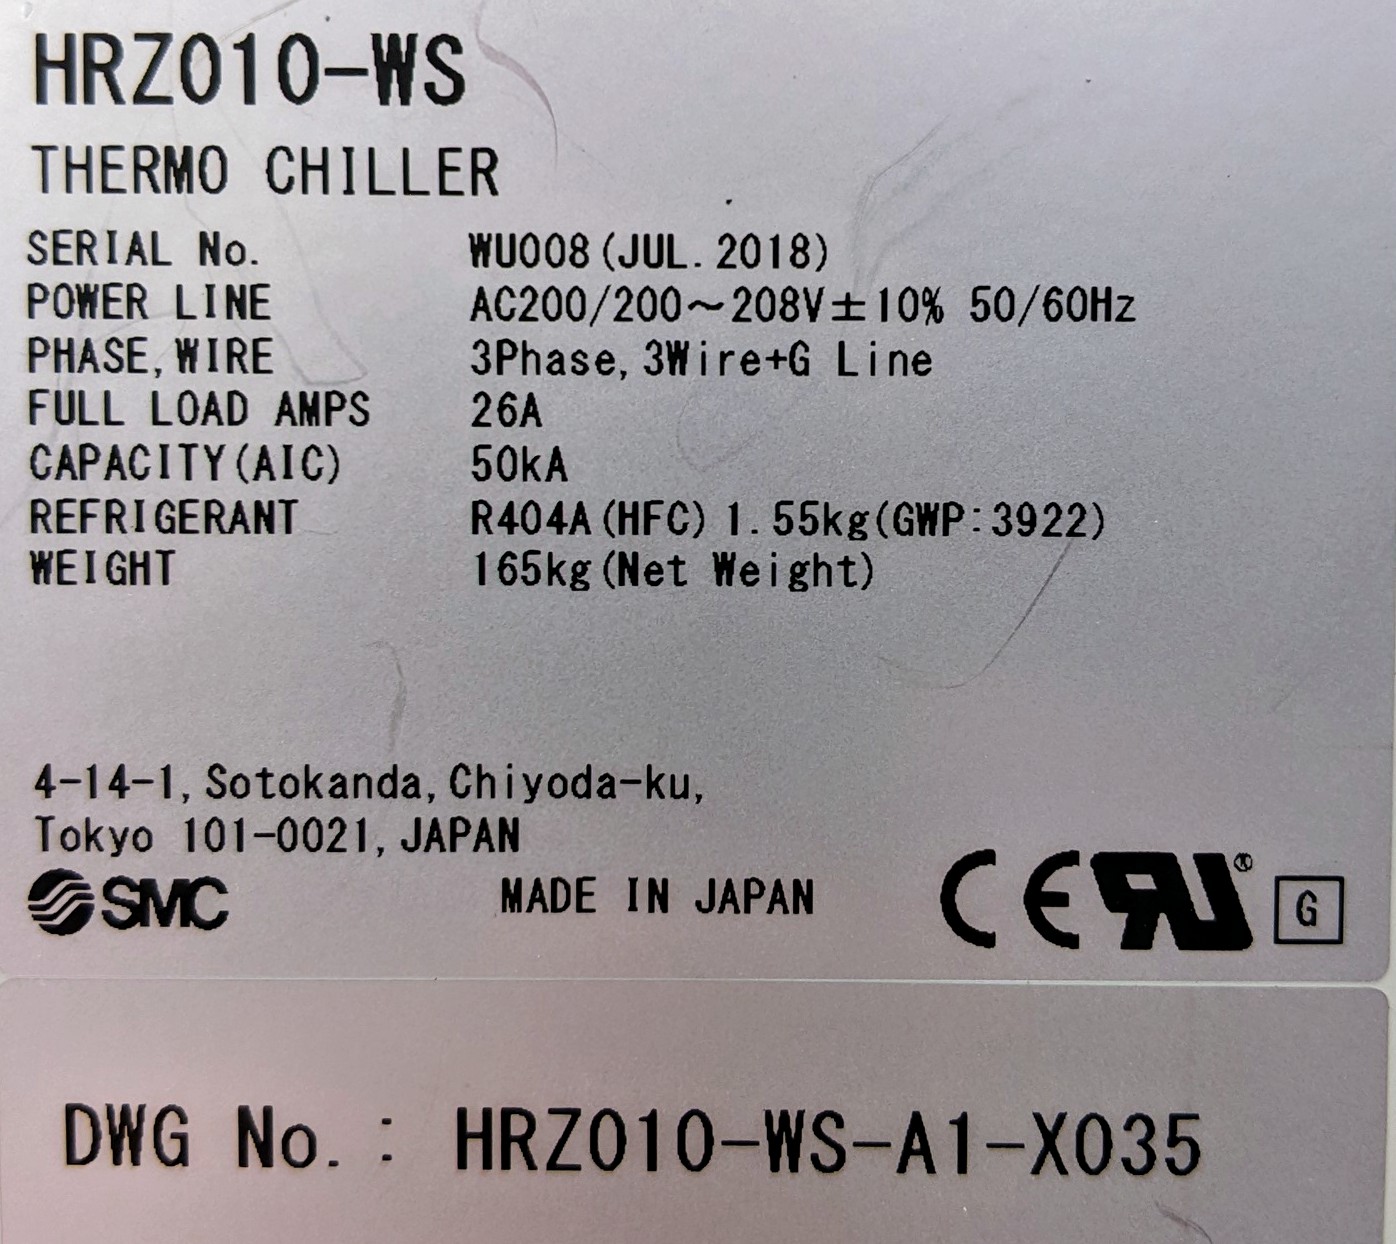 HRZ010-WS
THERMO CHILLER
SERIAL No. WU008(JUL.2018)
POWER LINE AC200/200～208V±10% 50/60Hz
PHASE,WIRE 3Phase,3Wire+G Line
FULL LOAD AMPS 26A
CAPACITY(AIC) 50kA
REFRIGERANT R404A(HFC) 1.55kg(GWP:3922)
WEIGHT 165kg(Net Weight)
4-14-1,Sotokanda,Chiyoda-ku,
Tokyo 101-0021,JAPAN
SMC MADE IN JAPAN CE RU® G
DWG No.: HRZ010-WS-A1-X035